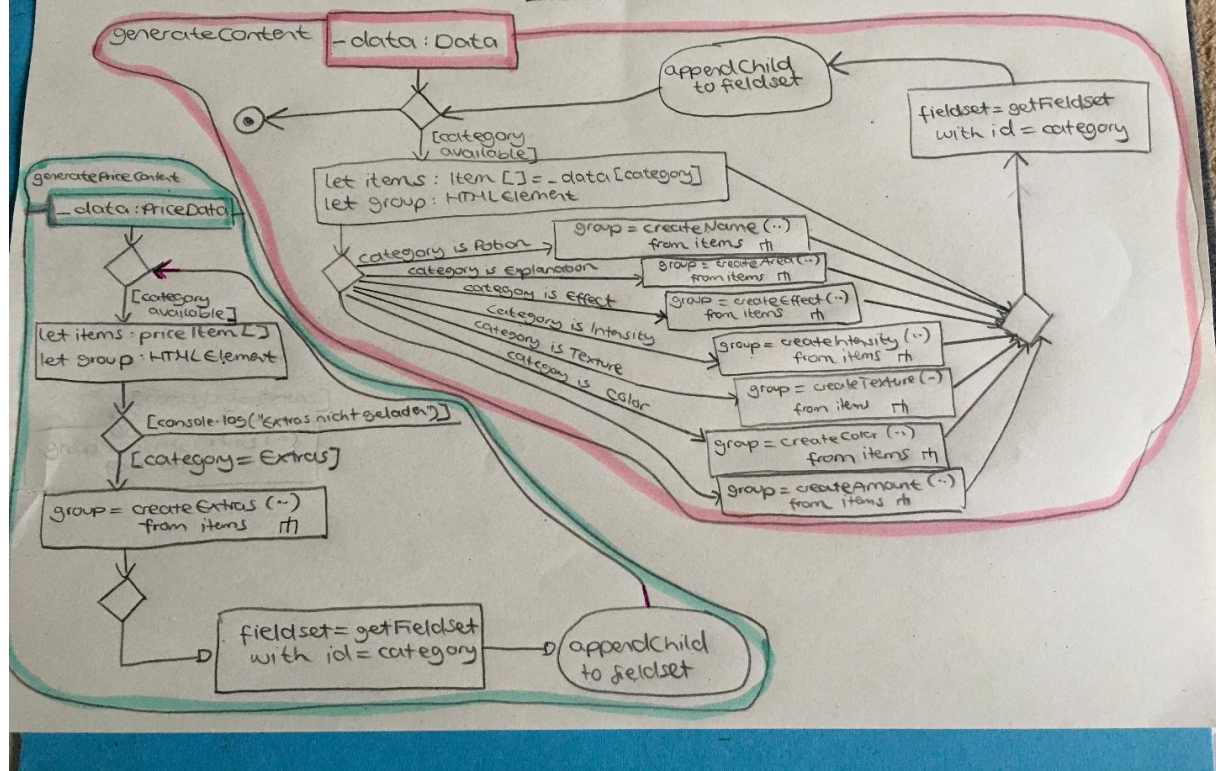 generateContent
_data: Data
appendChild
to fieldset
fieldset = getFieldset
with id = category
[category
available]
let items : Item [] = _data[category]
let group : HTMLElement
category is Potion
group = createName (..)
from items
category is Explanation
group = createArea (..)
from items
category is Effect
group = createEffect (..)
from items
category is Intensity
group = createIntensity (..)
from items
category is Texture
group = createTexture (..)
from items
category is Color
group = createColor (..)
from items
group = createAmount (..)
from items
generatePriceContent
_data: PriceData
[category
available]
let items : priceItem []
let group : HTMLElement
[console.log("Extras nicht geladen")]
[category = Extras]
group = createExtras (..)
from items
fieldset = getFieldset
with id = category
appendChild
to fieldset